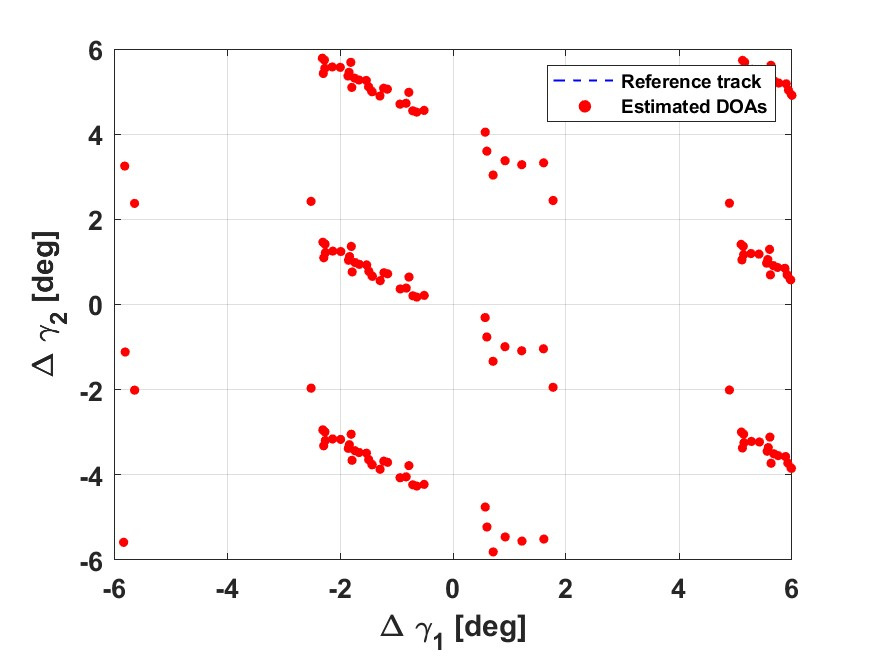 6
4
2
0
-2
-4
-6
-6 -4 -2 0 2 4 6
Δ γ1 [deg]
Δ γ2 [deg]
Reference track
Estimated DOAs